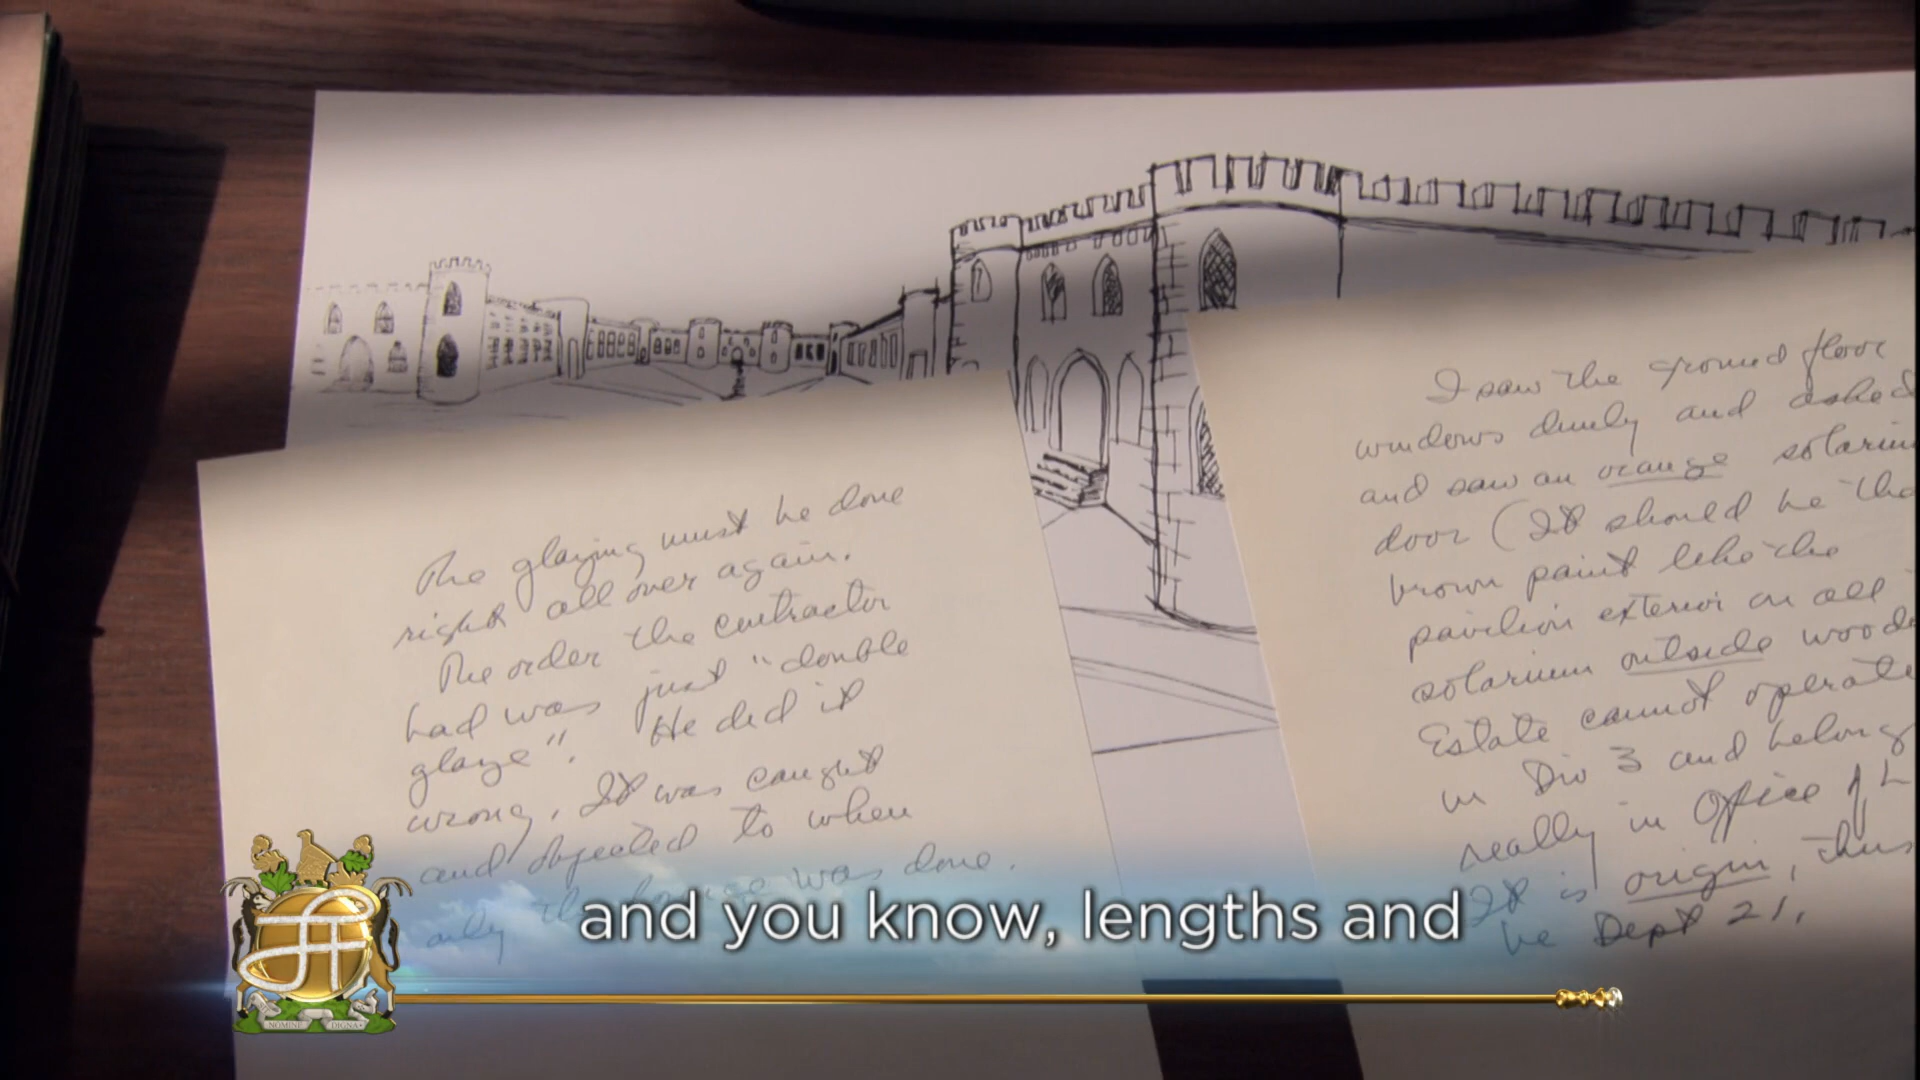 The glazing must be done
right all over again.
The order the contractor
had was just "double
glaze". He did it
wrong, It was caught
and objected to when
only the lounge was done.
I saw the ground floor
windows dimly and asked
and saw an orange solarium
door (It should be the
brown paint like the
pavilion exterior on all
solarium outside wood
Estate cannot operate
in Div 3 and belong
really in Office of L
It is origin, thus
be Dept 21,
and you know, lengths and
NOMINE DIGNA